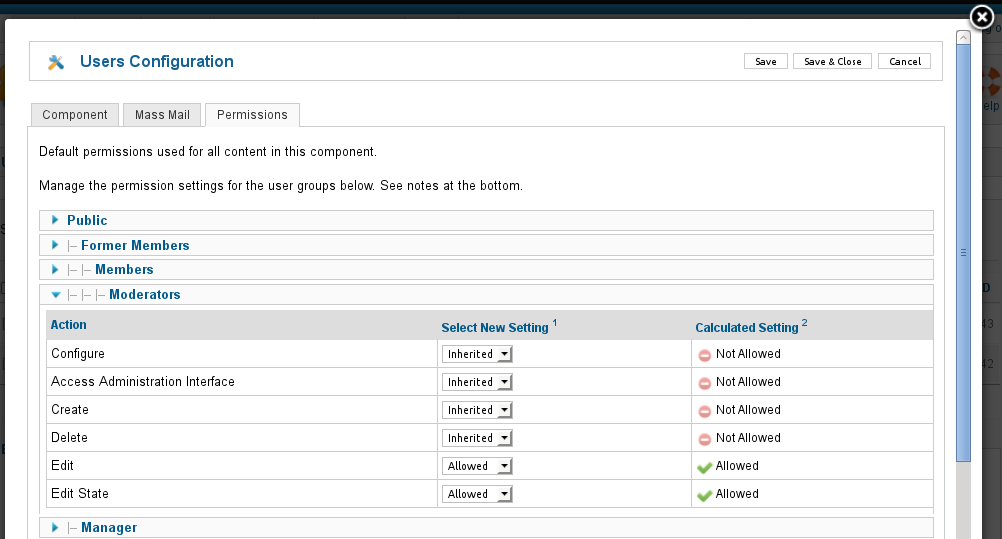 Users Configuration
Save
Save & Close
Cancel
Component
Mass Mail
Permissions
Default permissions used for all content in this component.
Manage the permission settings for the user groups below. See notes at the bottom.
Public
|– Former Members
|– |– Members
|– |– |– Moderators
Action Select New Setting 1 Calculated Setting 2
Configure Inherited Not Allowed
Access Administration Interface Inherited Not Allowed
Create Inherited Not Allowed
Delete Inherited Not Allowed
Edit Allowed Allowed
Edit State Allowed Allowed
|– Manager